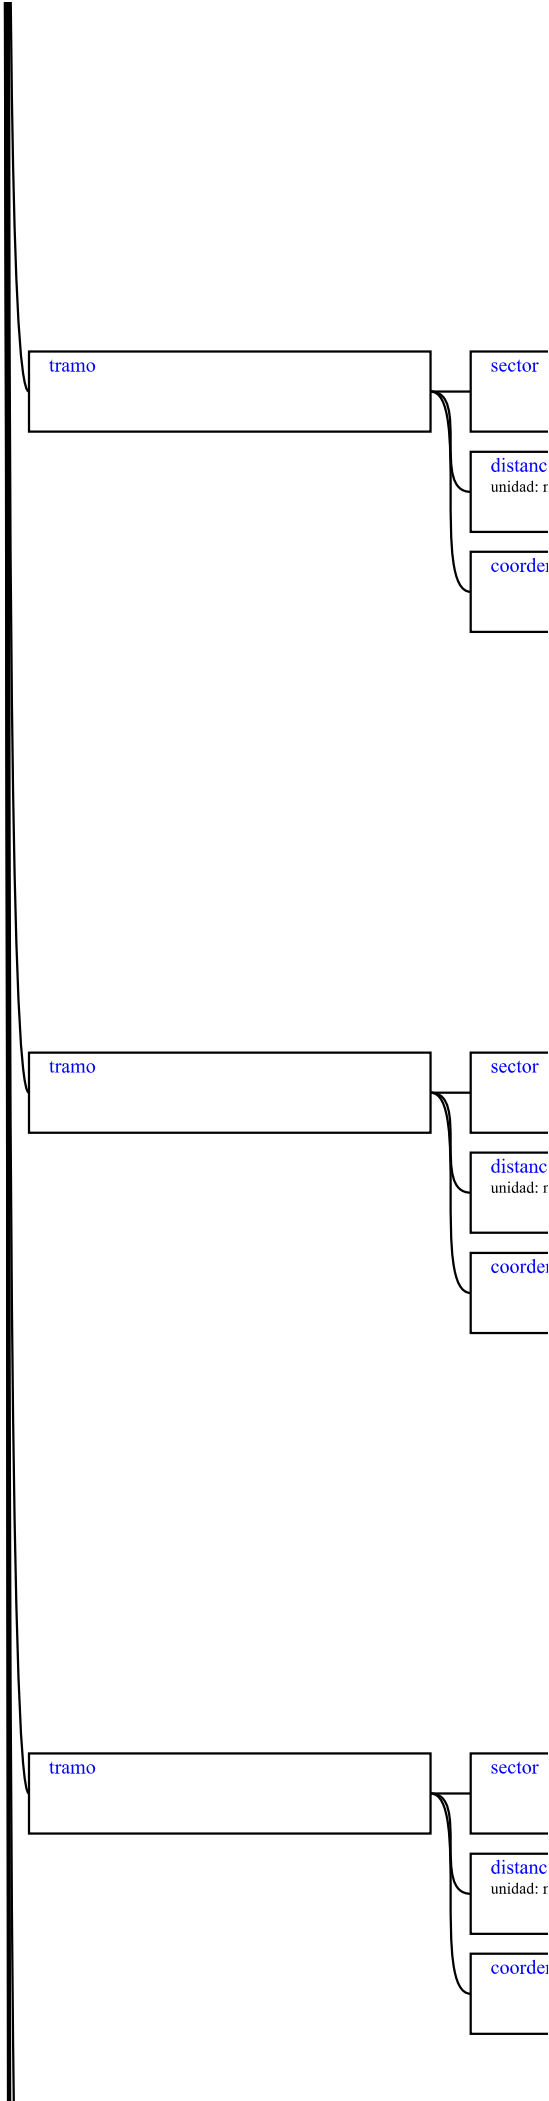 tramo
sector
distanc
unidad:
coorde
tramo
sector
distanc
unidad:
coorde
tramo
sector
distanc
unidad:
coorde